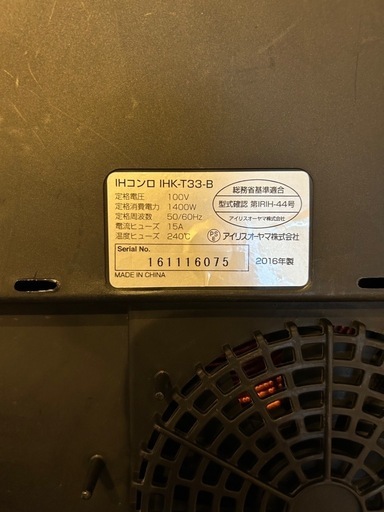 IHコンロ IHK-T33-B
定格電圧: 100V
定格消費電力: 1400W
定格周波数: 50/60Hz
電流ヒューズ: 15A
温度ヒューズ: 240℃
総務省基準適合
型式確認 第IRIH-44号
アイリスオーヤマ株式会社
PSE アイリスオーヤマ株式会社
Serial No.
161116075
2016年製
MADE IN CHINA